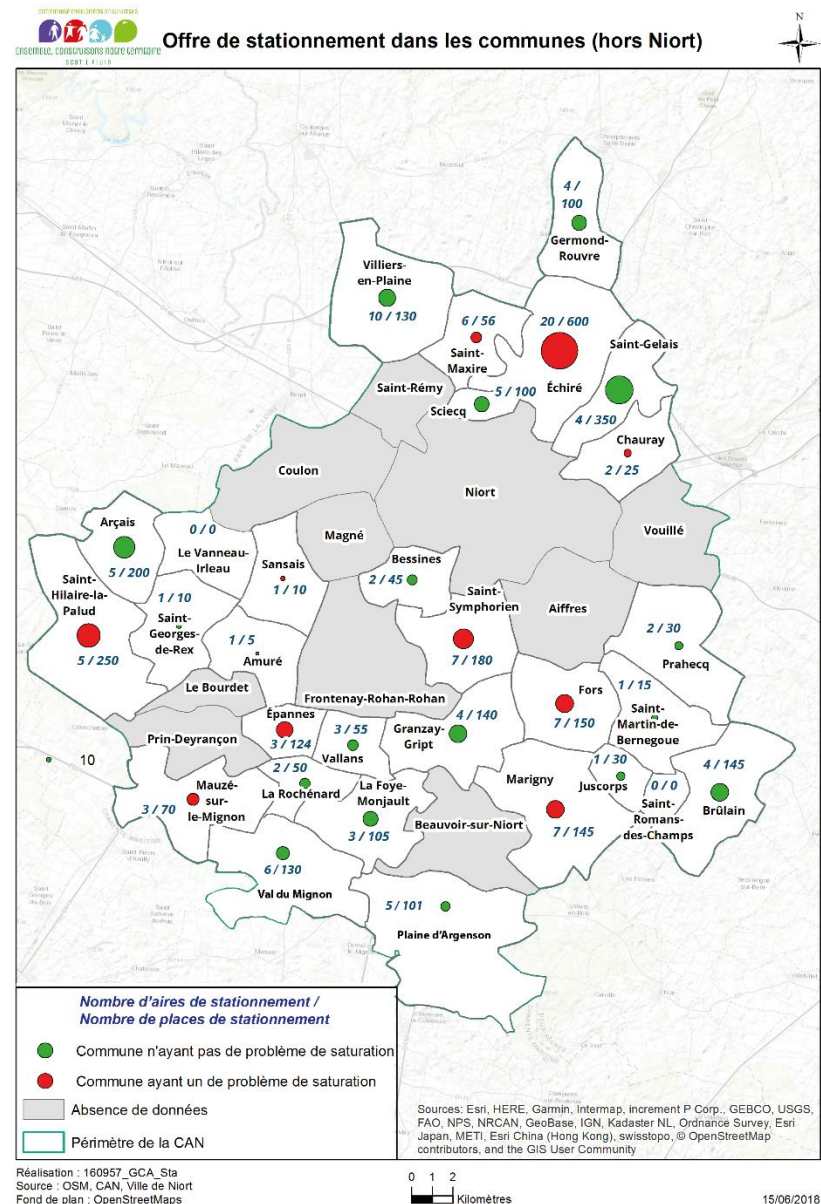 COMMUNAUTÉ D'AGGLOMÉRATION DU NIORTAIS
ENSEMBLE, CONSTRUISONS NOTRE TERRITOIRE
SCOT | PLUI-D
Offre de stationnement dans les communes (hors Niort)
N
4 /
100
Germond-
Rouvre
Villiers-
en-Plaine
10 / 130
6 / 56
Saint-
Maxire
20 / 600
Échiré
Saint-Gelais
4 / 350
Saint-Rémy
5 / 100
Sciecq
Chauray
2 / 25
Coulon
Niort
Magné
Vouillé
Arçais
5 / 200
0 / 0
Le Vanneau-
Irleau
Sansais
1 / 10
Bessines
2 / 45
Saint-
Symphorien
7 / 180
Aiffres
Saint-
Hilaire-la-
Palud
5 / 250
1 / 10
Saint-
Georges-
de-Rex
1 / 5
Amuré
2 / 30
Prahecq
Le Bourdet
Frontenay-Rohan-Rohan
Fors
7 / 150
1 / 15
Saint-
Martin-de-
Bernegoue
Prin-Deyrançon
Épannes
3 / 124
3 / 55
Vallans
Granzay-
Gript
4 / 140
10
Mauzé-
sur-
le-Mignon
3 / 70
2 / 50
La Rochénard
La Foye-
Monjault
3 / 105
Marigny
7 / 145
1 / 30
Juscorps
0 / 0
Saint-
Romans-
des-Champs
4 / 145
Brûlain
Beauvoir-sur-Niort
6 / 130
Val du Mignon
5 / 101
Plaine d'Argenson
Nombre d'aires de stationnement /
Nombre de places de stationnement
Commune n'ayant pas de problème de saturation
Commune ayant un de problème de saturation
Absence de données
Périmètre de la CAN
Sources: Esri, HERE, Garmin, Intermap, increment P Corp., GEBCO, USGS,
FAO, NPS, NRCAN, GeoBase, IGN, Kadaster NL, Ordnance Survey, Esri
Japan, METI, Esri China (Hong Kong), swisstopo, © OpenStreetMap
contributors, and the GIS User Community
Réalisation : 160957_GCA_Sta
Source : OSM, CAN, Ville de Niort
Fond de plan : OpenStreetMaps
0 1 2
Kilomètres
15/06/2018